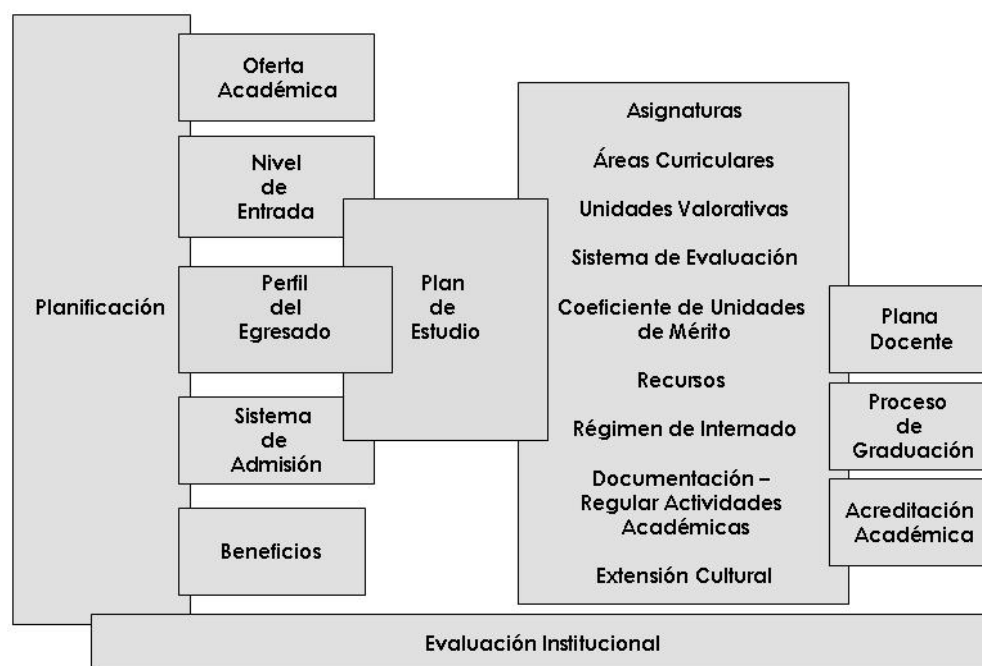 Planificación
Oferta
Académica
Nivel
de
Entrada
Perfil
del
Egresado
Sistema
de
Admisión
Beneficios
Plan
de
Estudio
Asignaturas
Áreas Curriculares
Unidades Valorativas
Sistema de Evaluación
Coeficiente de Unidades
de Mérito
Recursos
Régimen de Internado
Documentación –
Regular Actividades
Académicas
Extensión Cultural
Plana
Docente
Proceso
de
Graduación
Acreditación
Académica
Evaluación Institucional